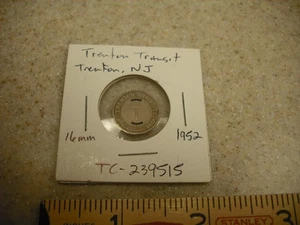 Trenton Transit
Trenton, NJ
16mm
1952
TC-239515
1
2
STANLEY
3